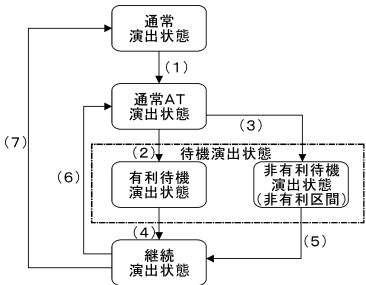 通常
演出状態
(1)
通常AT
演出状態
(7)
(3)
(2)
待機演出状態
(6)
有利待機
演出状態
非有利待機
演出状態
(非有利区間)
(4)
(5)
継続
演出状態